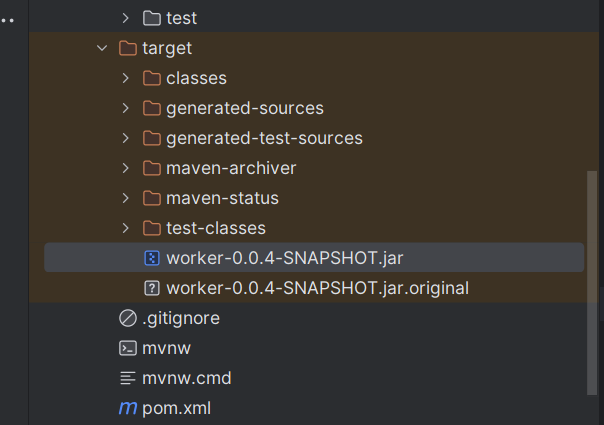 test
target
classes
generated-sources
generated-test-sources
maven-archiver
maven-status
test-classes
worker-0.0.4-SNAPSHOT.jar
? worker-0.0.4-SNAPSHOT.jar.original
.gitignore
mvnw
mvnw.cmd
m pom.xml